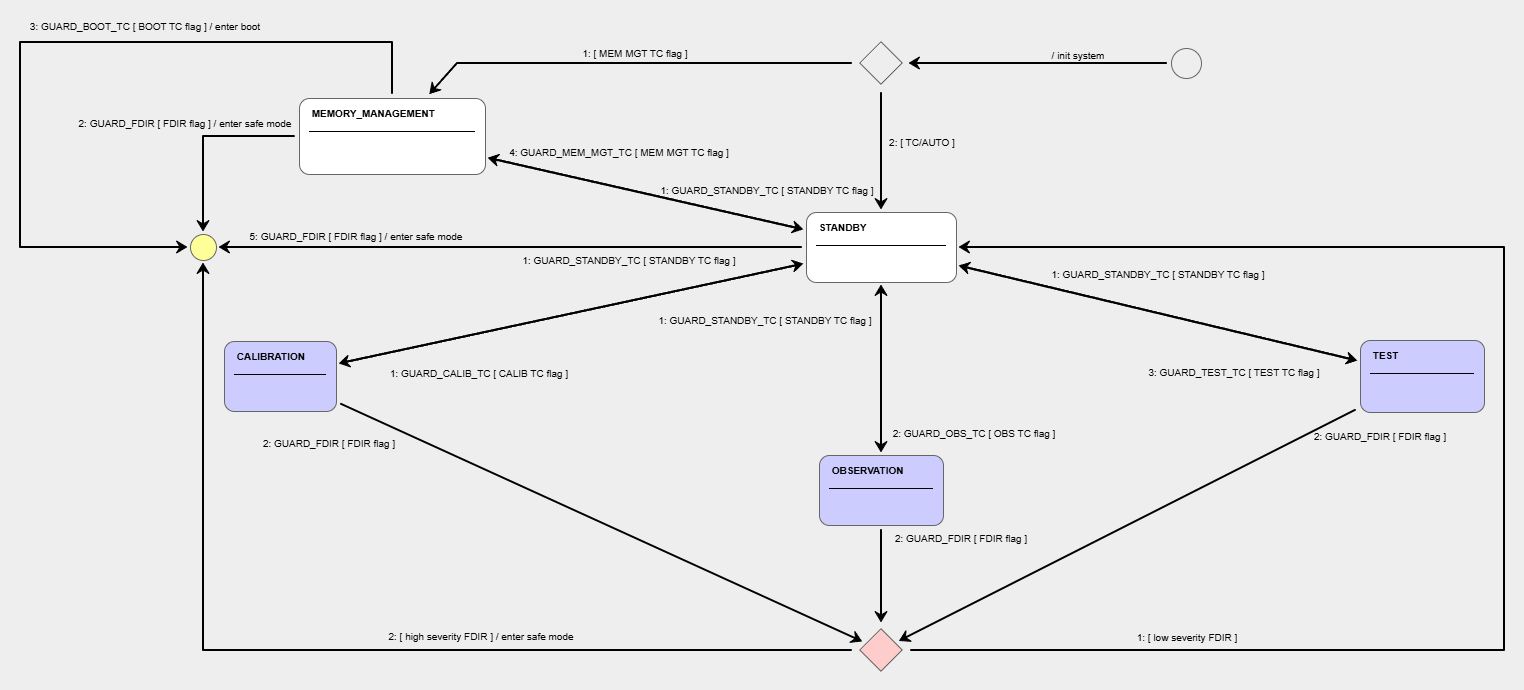 3: GUARD_BOOT_TC [ BOOT TC flag ] / enter boot
1: [ MEM MGT TC flag ]
/ init system
MEMORY_MANAGEMENT
2: GUARD_FDIR [ FDIR flag ] / enter safe mode
2: [ TC/AUTO ]
4: GUARD_MEM_MGT_TC [ MEM MGT TC flag ]
1: GUARD_STANDBY_TC [ STANDBY TC flag ]
STANDBY
5: GUARD_FDIR [ FDIR flag ] / enter safe mode
1: GUARD_STANDBY_TC [ STANDBY TC flag ]
1: GUARD_STANDBY_TC [ STANDBY TC flag ]
1: GUARD_STANDBY_TC [ STANDBY TC flag ]
CALIBRATION
TEST
1: GUARD_CALIB_TC [ CALIB TC flag ]
3: GUARD_TEST_TC [ TEST TC flag ]
2: GUARD_FDIR [ FDIR flag ]
2: GUARD_OBS_TC [ OBS TC flag ]
2: GUARD_FDIR [ FDIR flag ]
OBSERVATION
2: GUARD_FDIR [ FDIR flag ]
2: [ high severity FDIR ] / enter safe mode
1: [ low severity FDIR ]